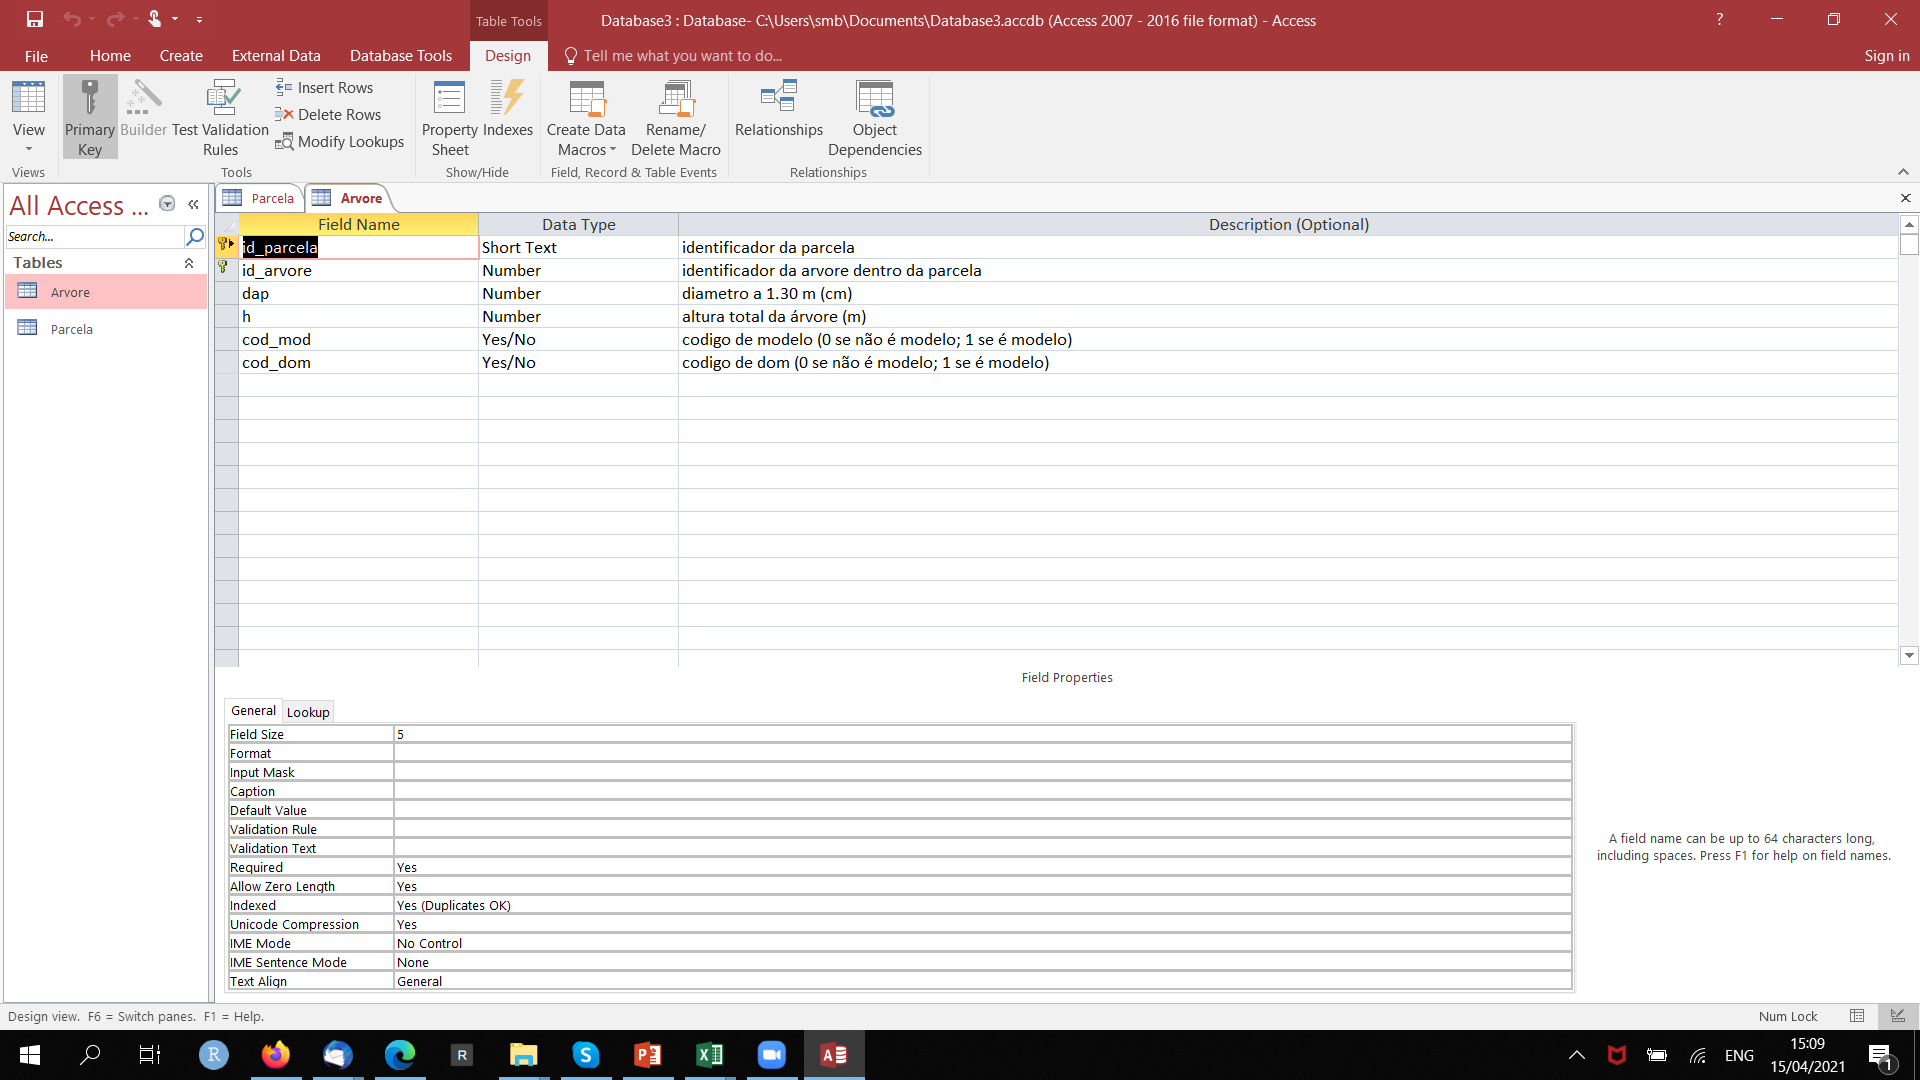 Table Tools
Database3 : Database- C:\Users\smb\Documents\Database3.accdb (Access 2007 - 2016 file format) - Access
?
File Home Create External Data Database Tools Design Tell me what you want to do... Sign in
View
Primary Key
Builder
Test Validation Rules
Insert Rows
Delete Rows
Modify Lookups
Property Sheet
Indexes
Create Data Macros
Rename/ Delete Macro
Relationships
Object Dependencies
Views Tools Show/Hide Field, Record & Table Events Relationships
All Access ...
Search...
Tables
Arvore
Parcela
Parcela Arvore
Field Name Data Type Description (Optional)
id_parcela Short Text identificador da parcela
id_arvore Number identificador da arvore dentro da parcela
dap Number diametro a 1.30 m (cm)
h Number altura total da árvore (m)
cod_mod Yes/No codigo de modelo (0 se não é modelo; 1 se é modelo)
cod_dom Yes/No codigo de dom (0 se não é modelo; 1 se é modelo)
Field Properties
General Lookup
Field Size 5
Format
Input Mask
Caption
Default Value
Validation Rule
Validation Text
Required Yes
Allow Zero Length Yes
Indexed Yes (Duplicates OK)
Unicode Compression Yes
IME Mode No Control
IME Sentence Mode None
Text Align General
A field name can be up to 64 characters long,
including spaces. Press F1 for help on field names.
Design view. F6 = Switch panes. F1 = Help. Num Lock
R R S P X A
ENG
15:09
15/04/2021
1